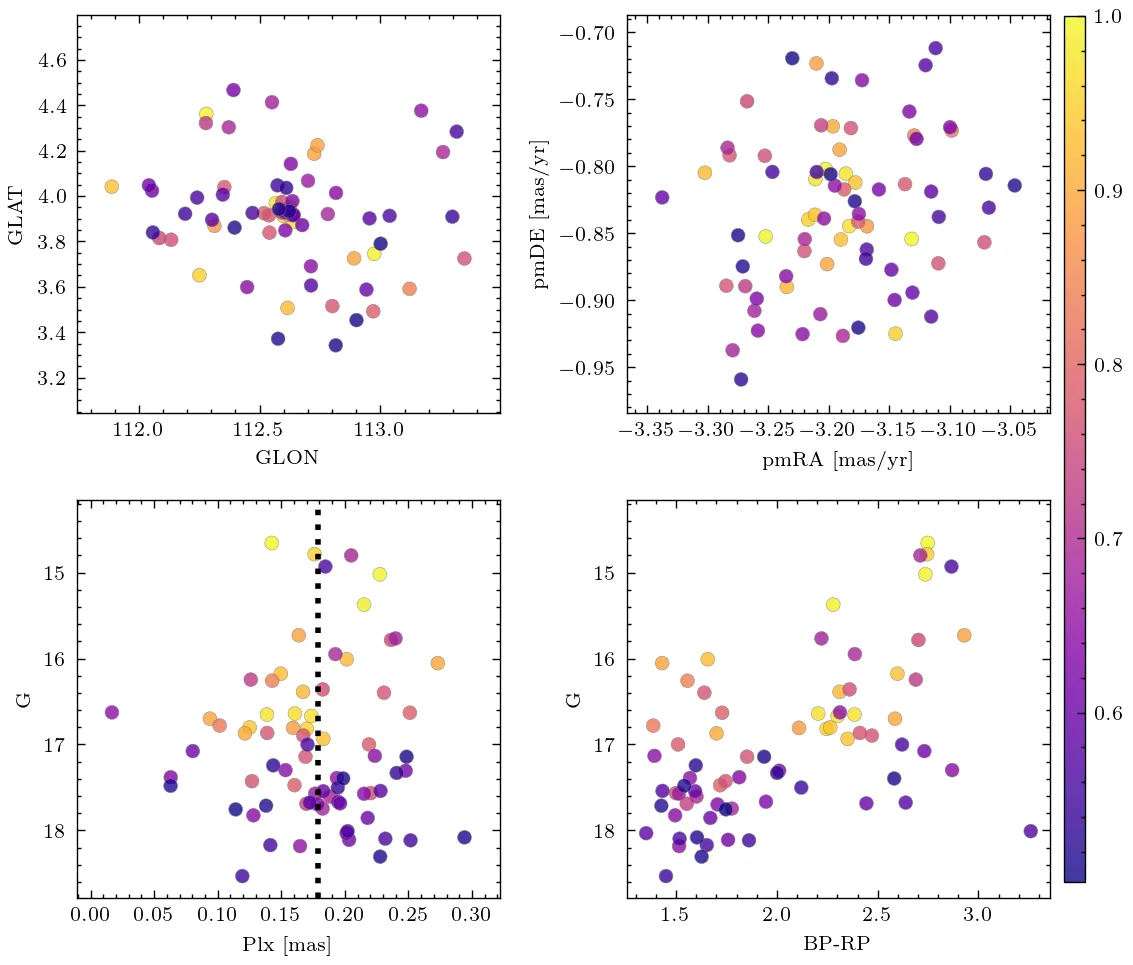 4.6
4.4
4.2
4.0
3.8
3.6
3.4
3.2
GLAT
112.0 112.5 113.0
GLON
−0.70
−0.75
−0.80
−0.85
−0.90
−0.95
pmDE [mas/yr]
−3.35 −3.30 −3.25 −3.20 −3.15 −3.10 −3.05
pmRA [mas/yr]
1.0
0.9
0.8
0.7
0.6
15
16
17
18
G
0.00 0.05 0.10 0.15 0.20 0.25 0.30
Plx [mas]
15
16
17
18
G
1.5 2.0 2.5 3.0
BP-RP